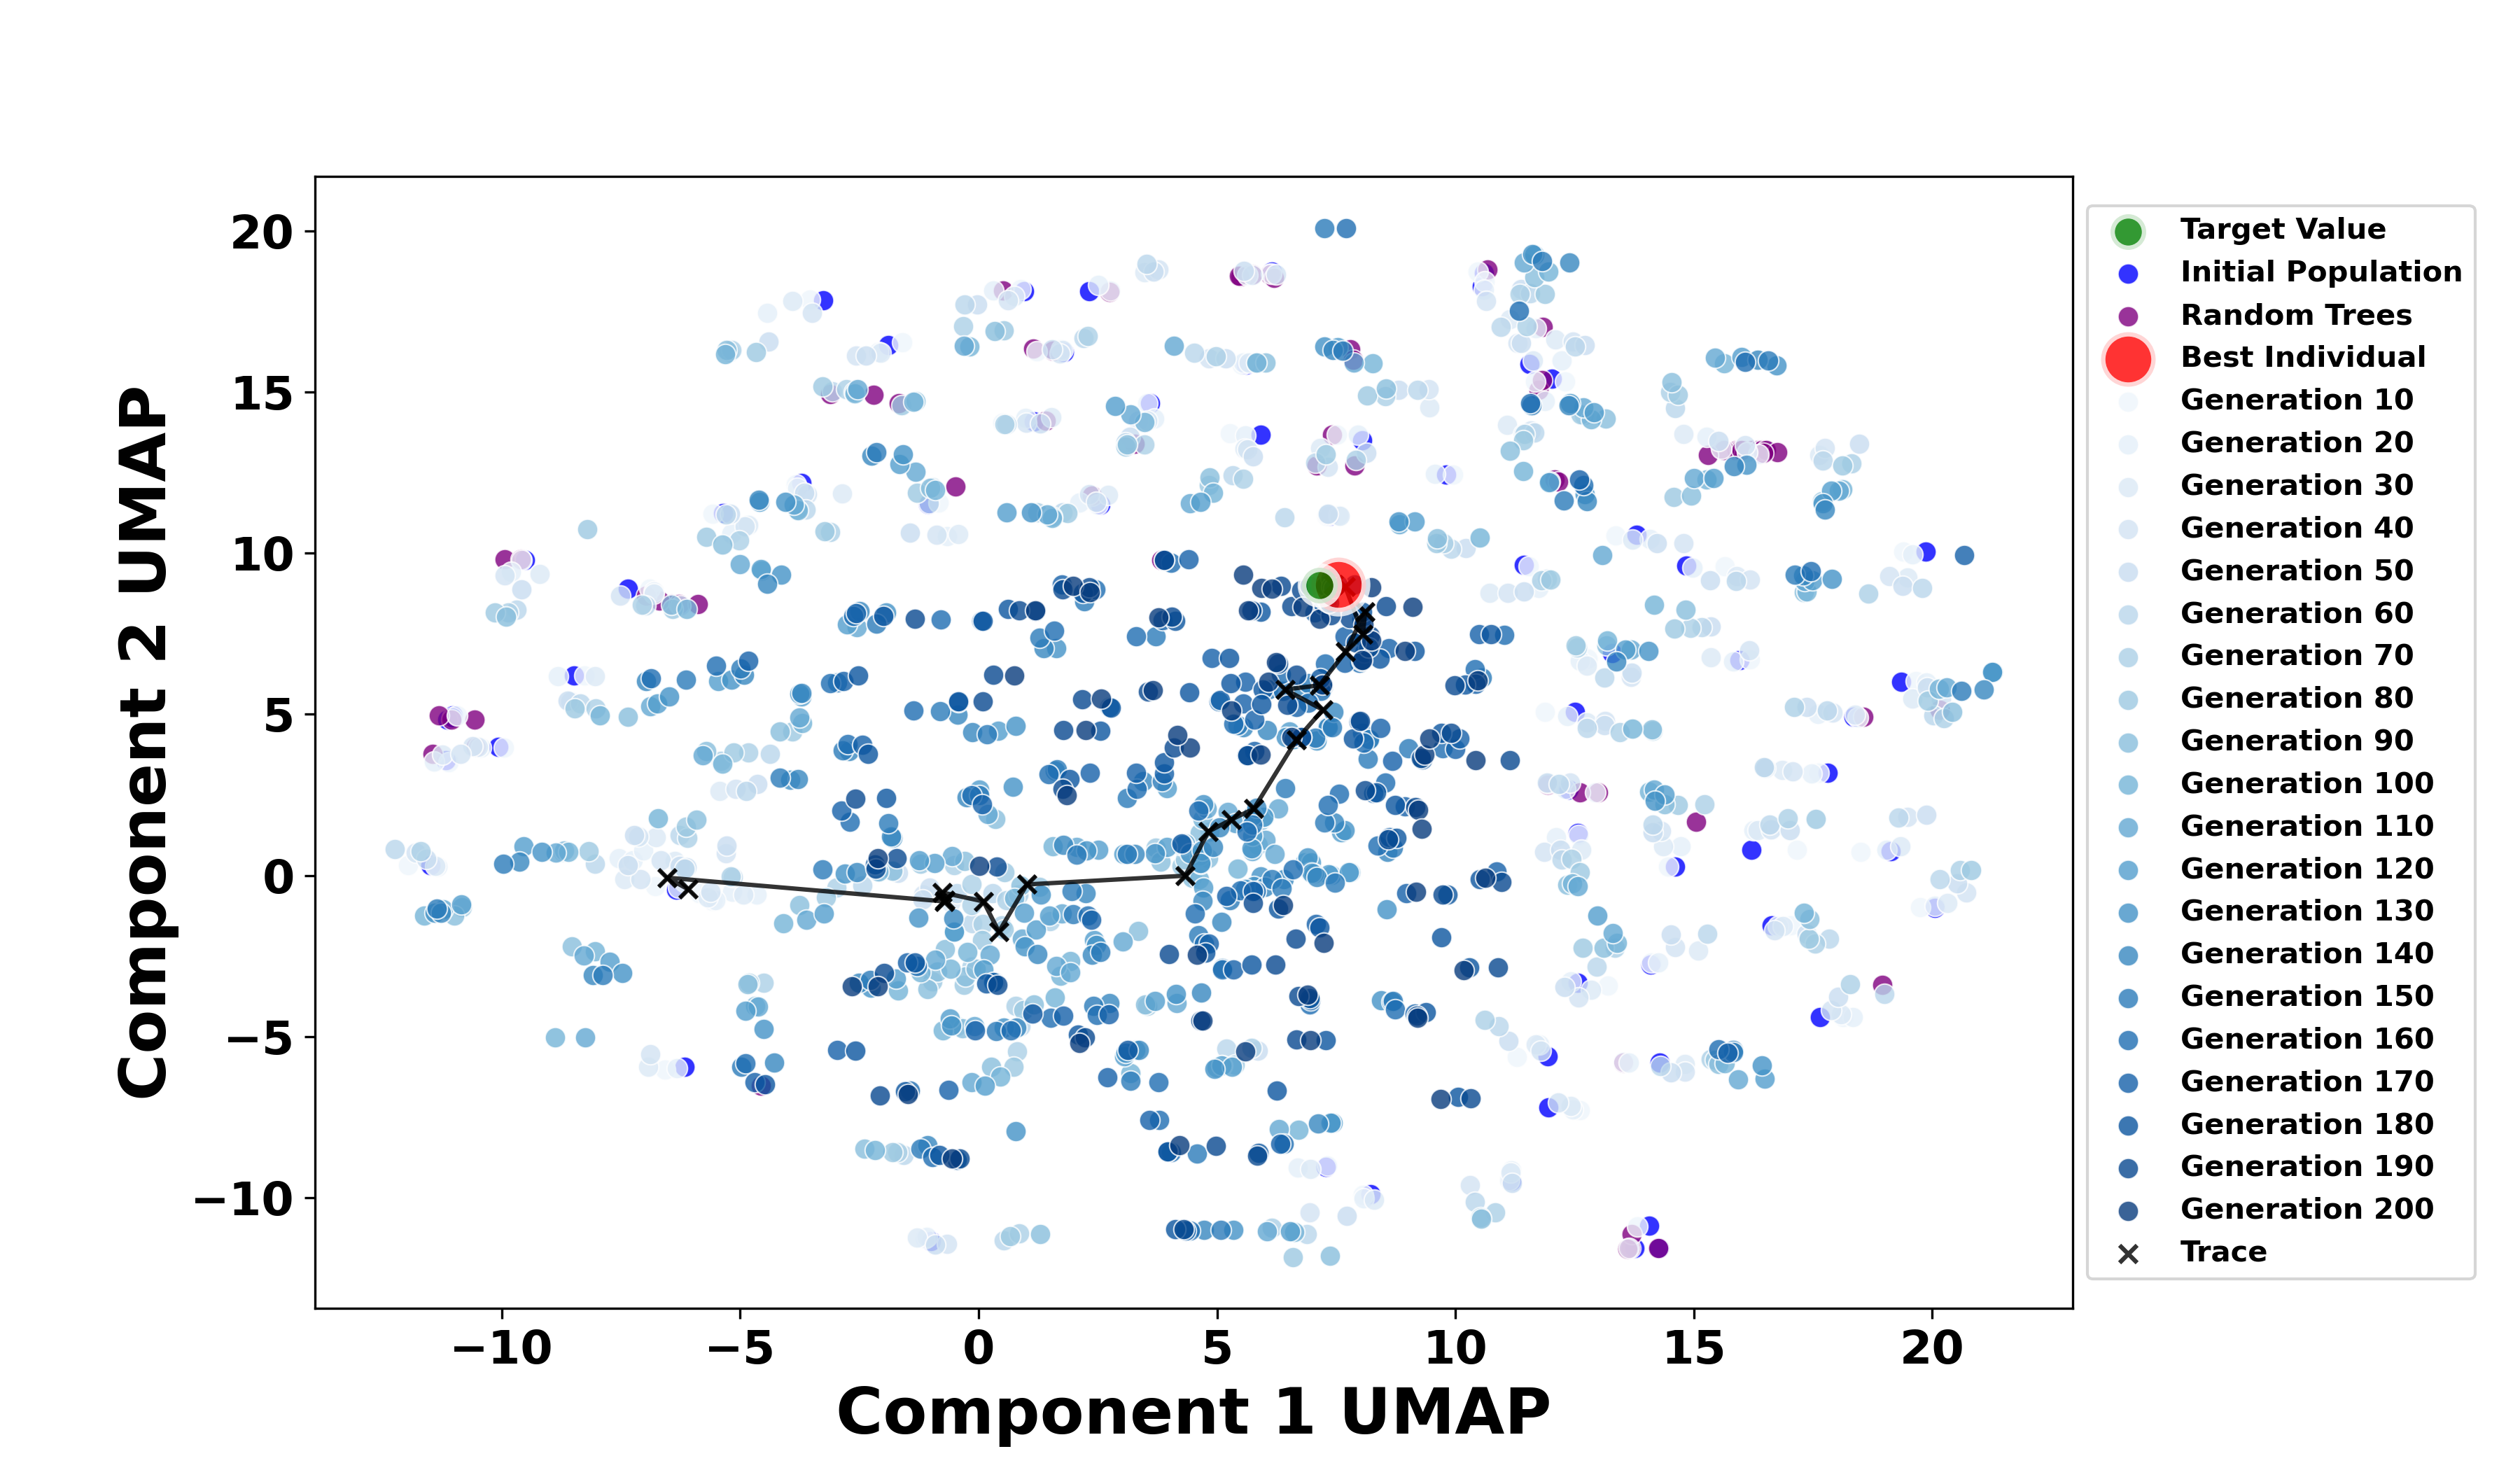 20
15
10
5
0
−5
−10
Component 2 UMAP
−10
−5
0
5
10
15
20
Component 1 UMAP
Target Value
Initial Population
Random Trees
Best Individual
Generation 10
Generation 20
Generation 30
Generation 40
Generation 50
Generation 60
Generation 70
Generation 80
Generation 90
Generation 100
Generation 110
Generation 120
Generation 130
Generation 140
Generation 150
Generation 160
Generation 170
Generation 180
Generation 190
Generation 200
Trace